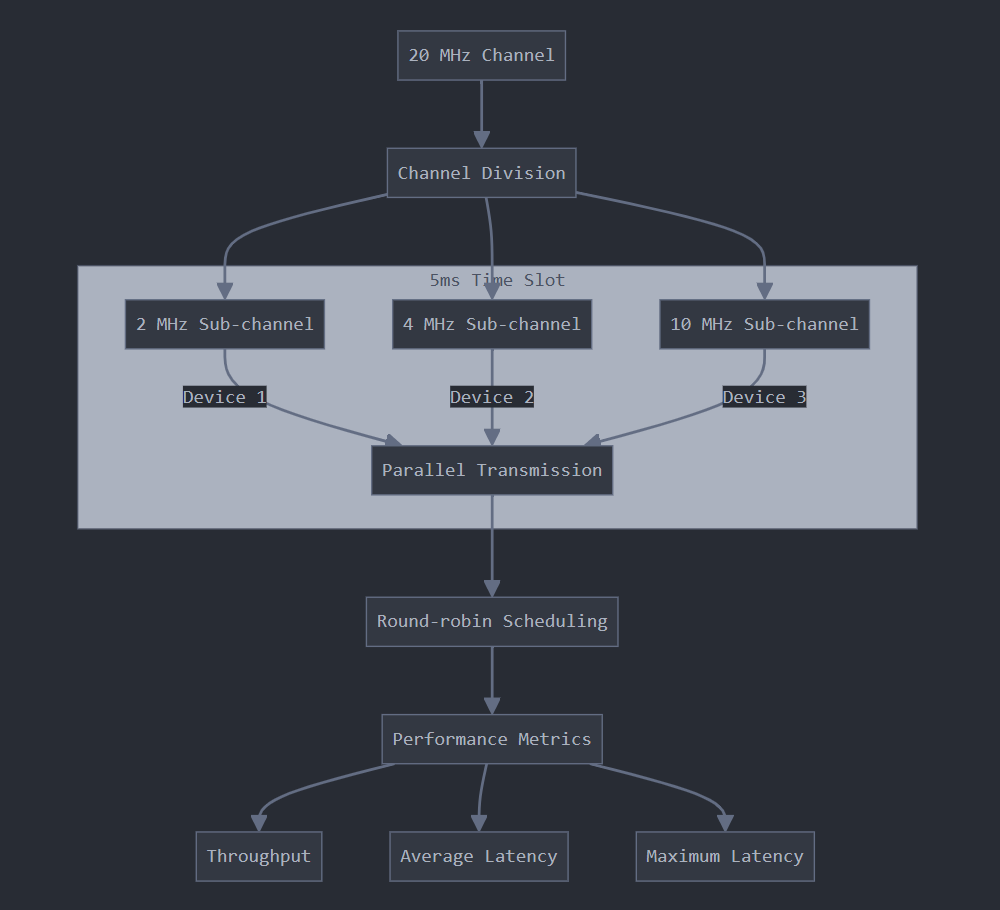 20 MHz Channel
Channel Division
5ms Time Slot
2 MHz Sub-channel
4 MHz Sub-channel
10 MHz Sub-channel
Device 1
Device 2
Device 3
Parallel Transmission
Round-robin Scheduling
Performance Metrics
Throughput
Average Latency
Maximum Latency